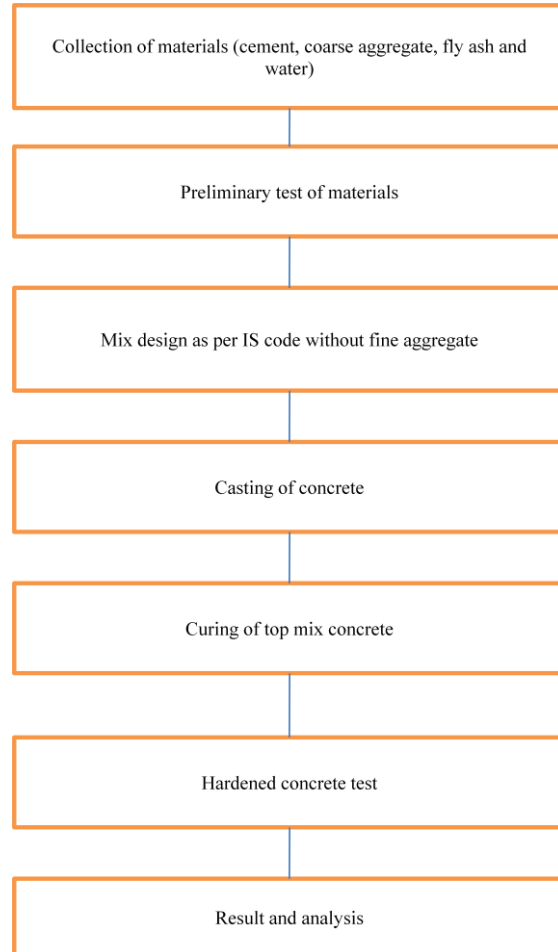 Collection of materials (cement, coarse aggregate, fly ash and
water)
Preliminary test of materials
Mix design as per IS code without fine aggregate
Casting of concrete
Curing of top mix concrete
Hardened concrete test
Result and analysis